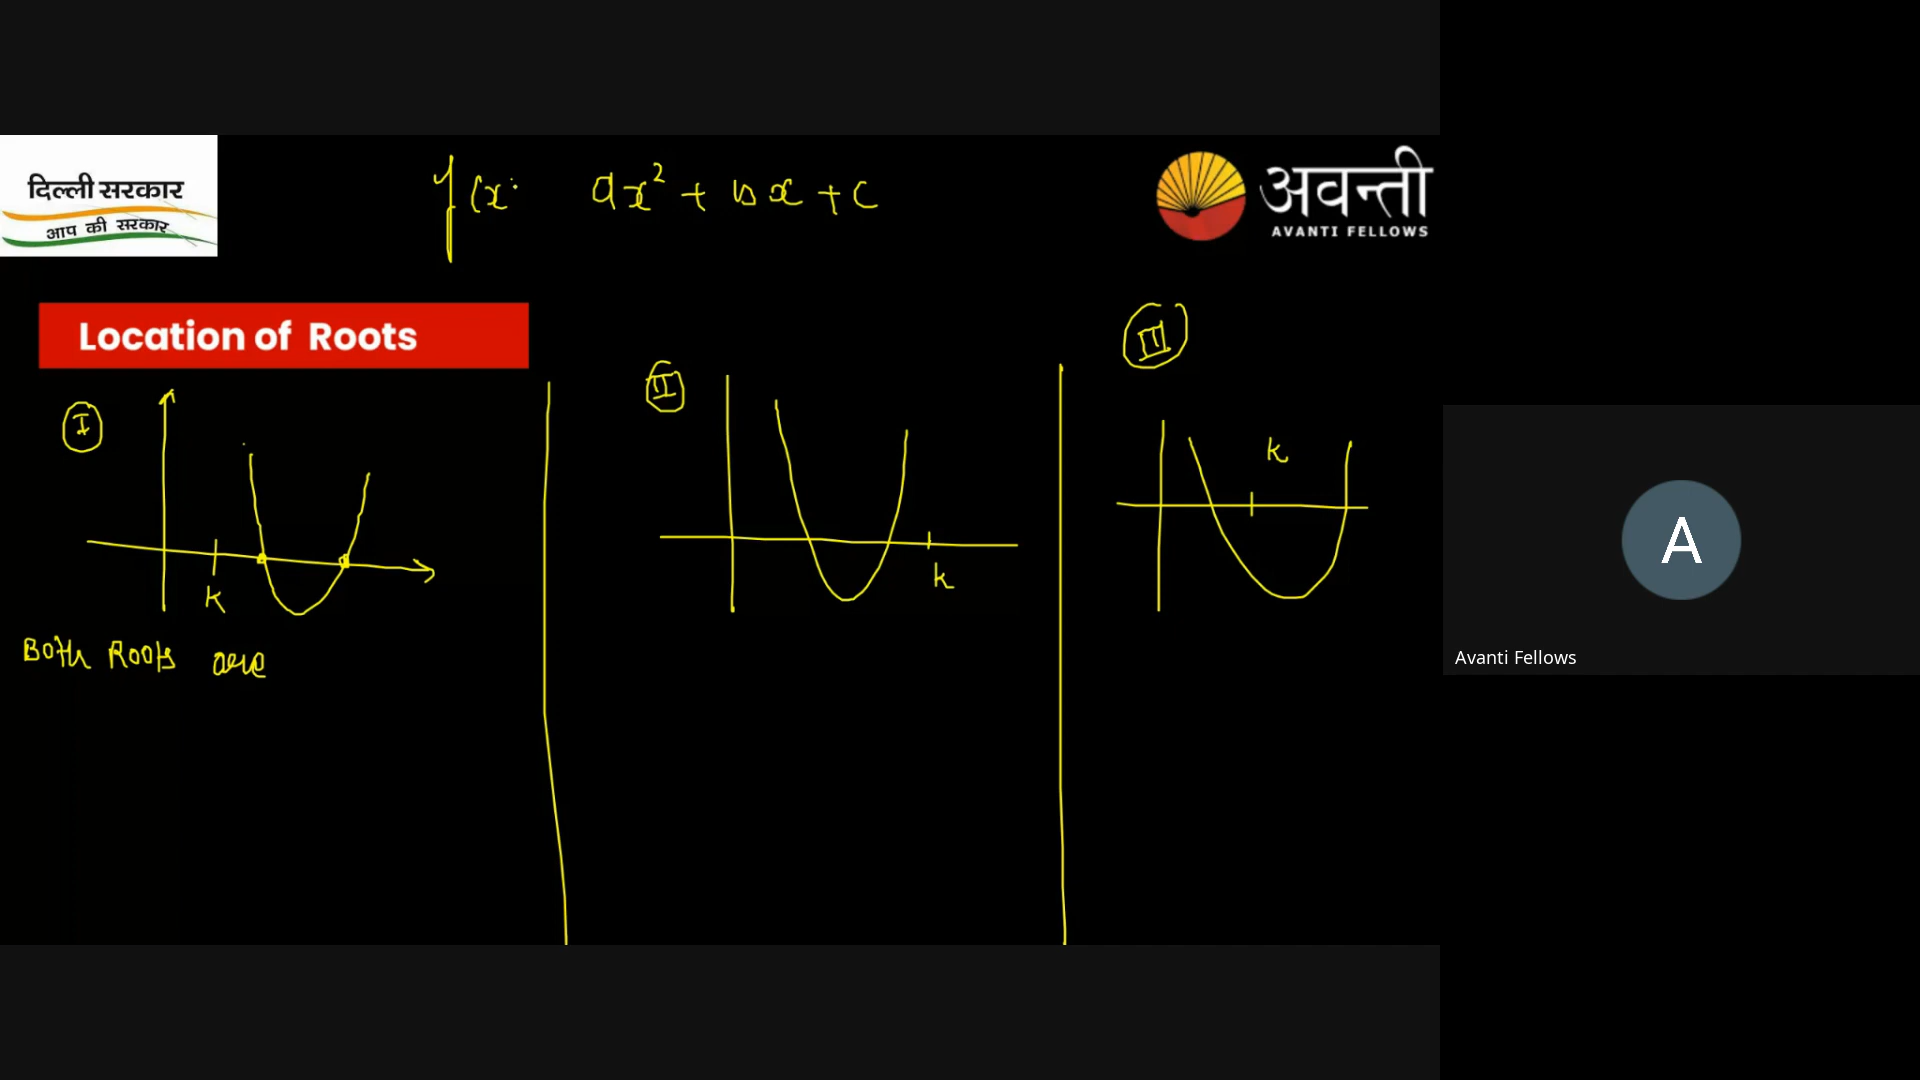 दिल्ली सरकार
आप की सरकार
f(x) ax² + bx + c
अवन्ती
AVANTI FELLOWS
Location of Roots
I
II
III
k
k
k
Both Roots are
A
Avanti Fellows